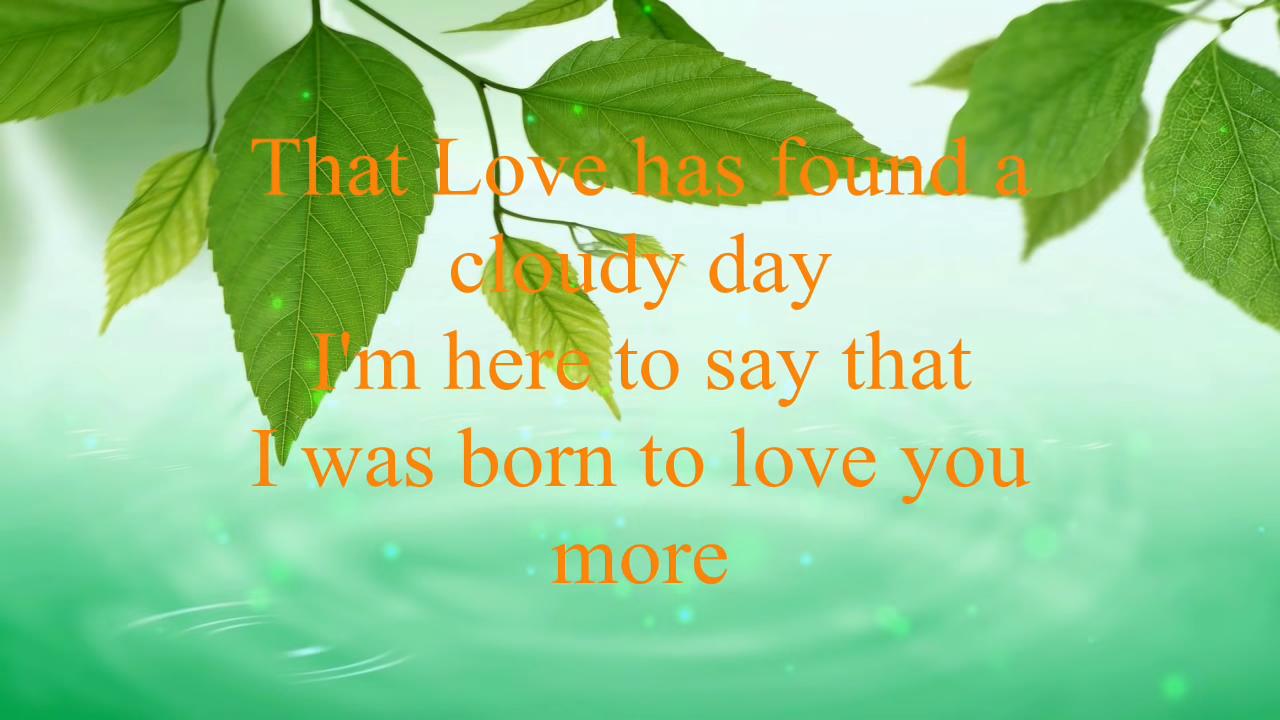 That Love has found a
cloudy day
I'm here to say that
I was born to love you
more